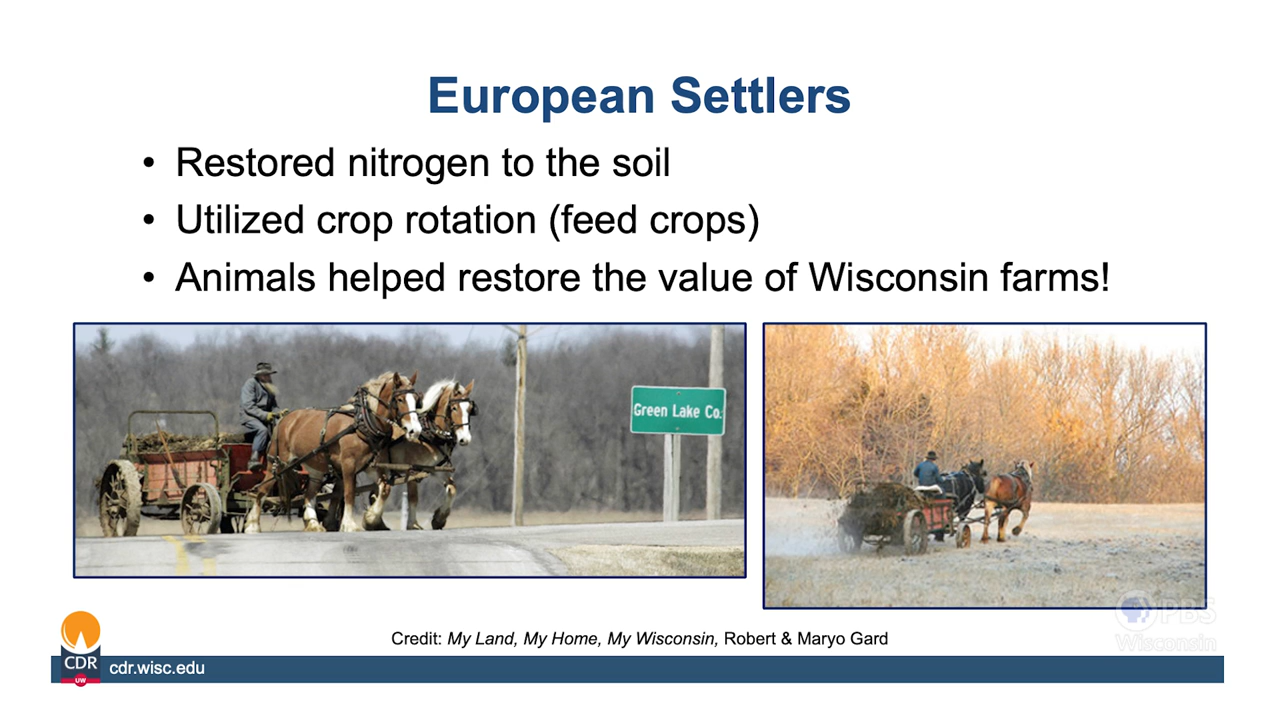 European Settlers
• Restored nitrogen to the soil
• Utilized crop rotation (feed crops)
• Animals helped restore the value of Wisconsin farms!
Green Lake Co.
Credit: My Land, My Home, My Wisconsin, Robert & Maryo Gard
PBS
Wisconsin
CDR
UW
cdr.wisc.edu